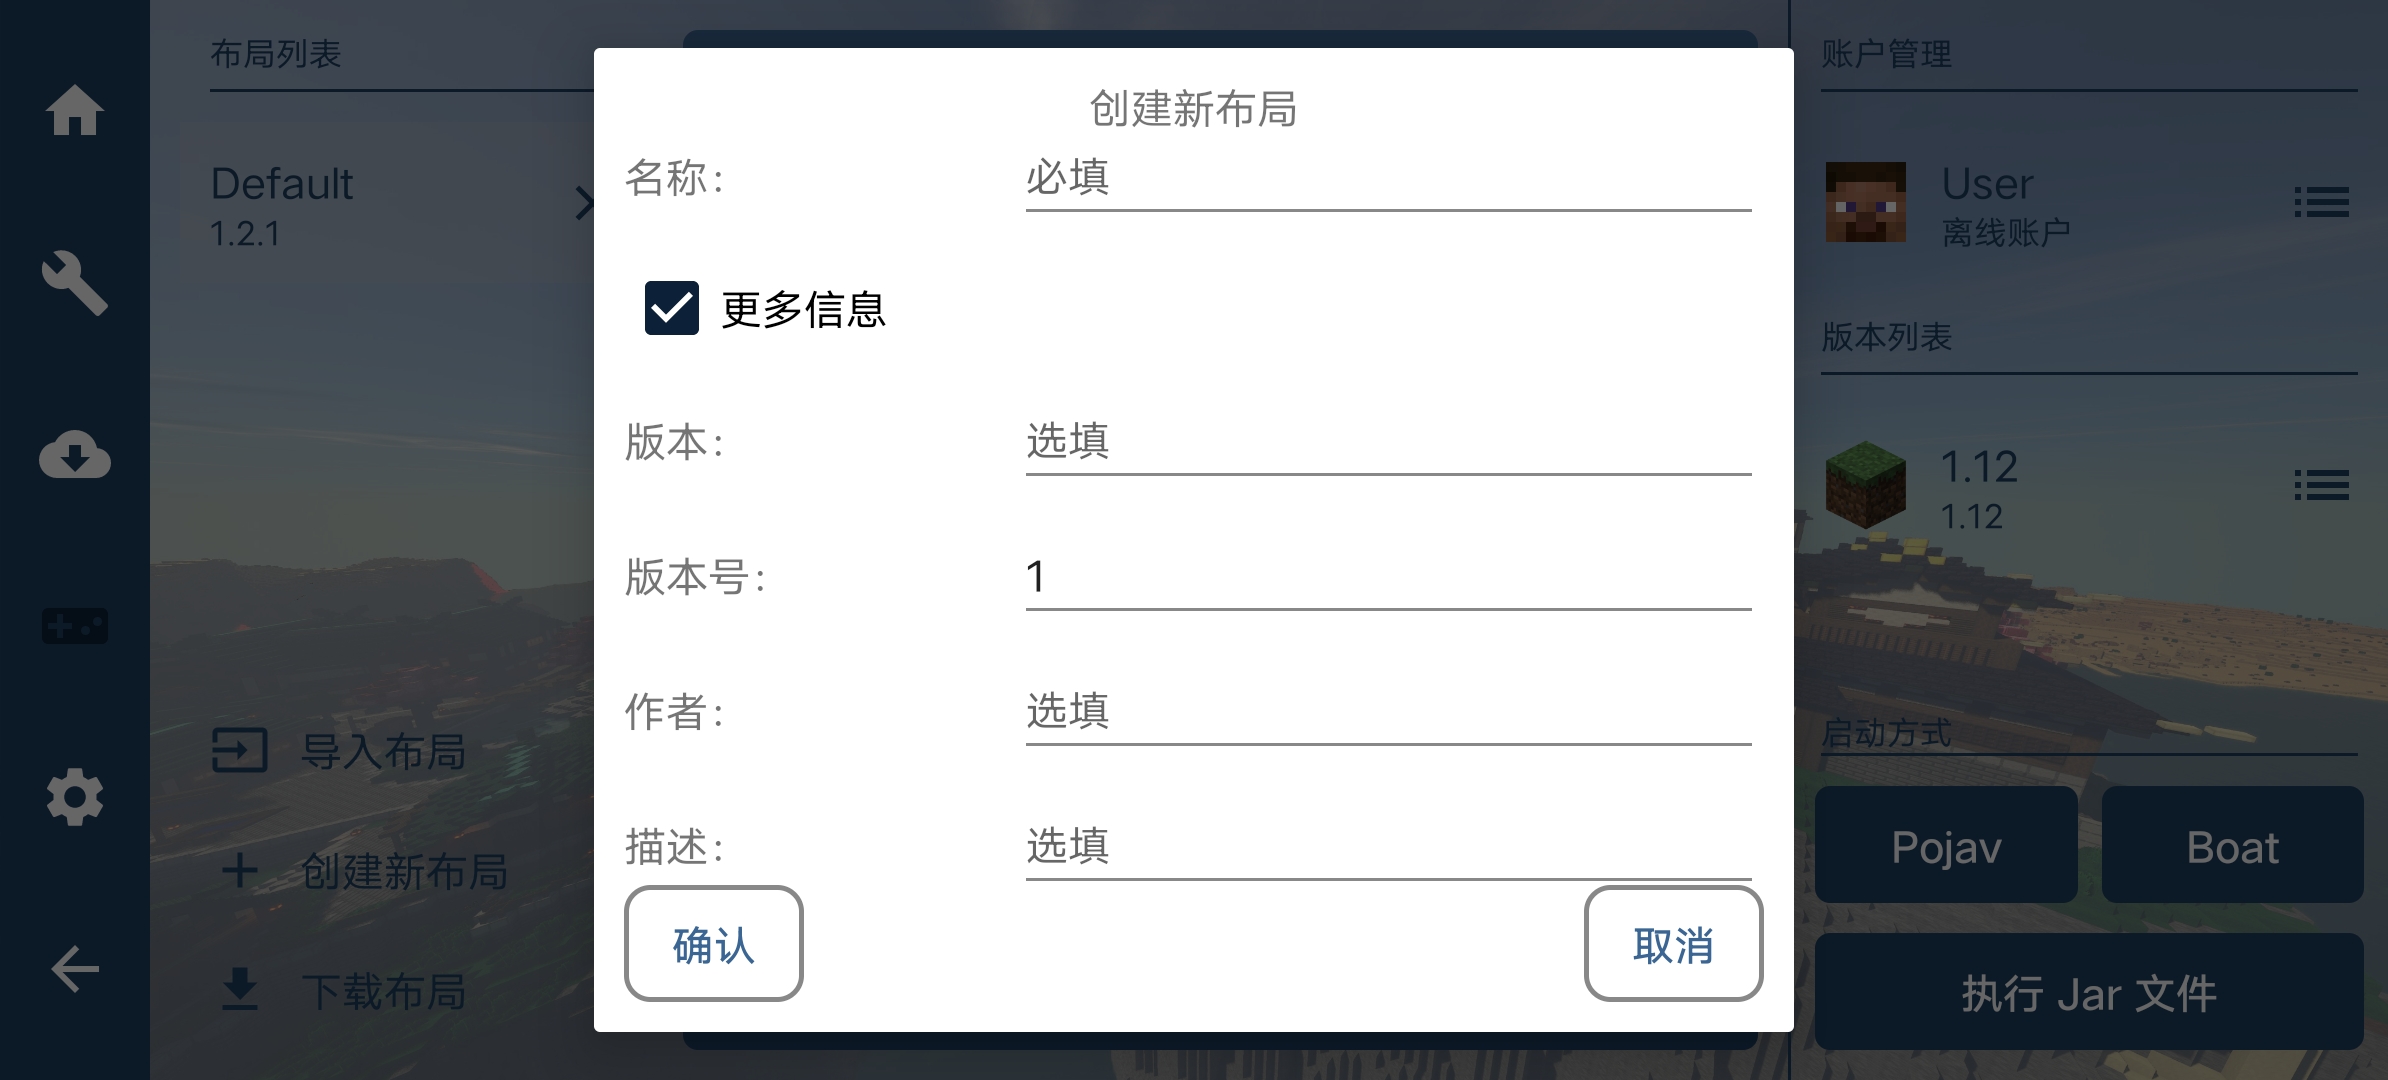 布局列表
Default
1.2.1
导入布局
创建新布局
下载布局
创建新布局
名称:
必填
更多信息
版本:
选填
版本号:
1
作者:
选填
描述:
选填
确认
取消
账户管理
User
离线账户
版本列表
1.12
1.12
启动方式
Pojav
Boat
执行 Jar 文件